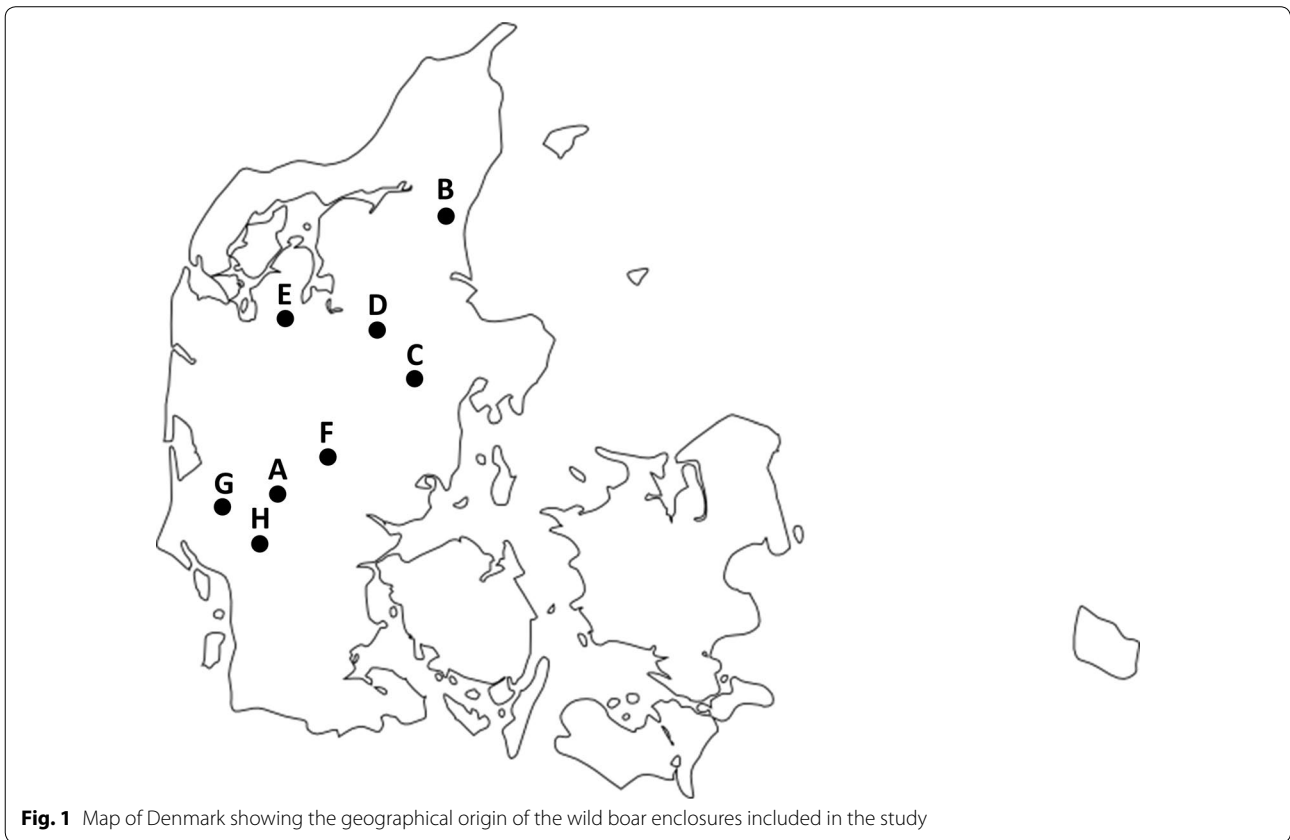 B
E
D
C
F
A
G
H
Fig. 1 Map of Denmark showing the geographical origin of the wild boar enclosures included in the study